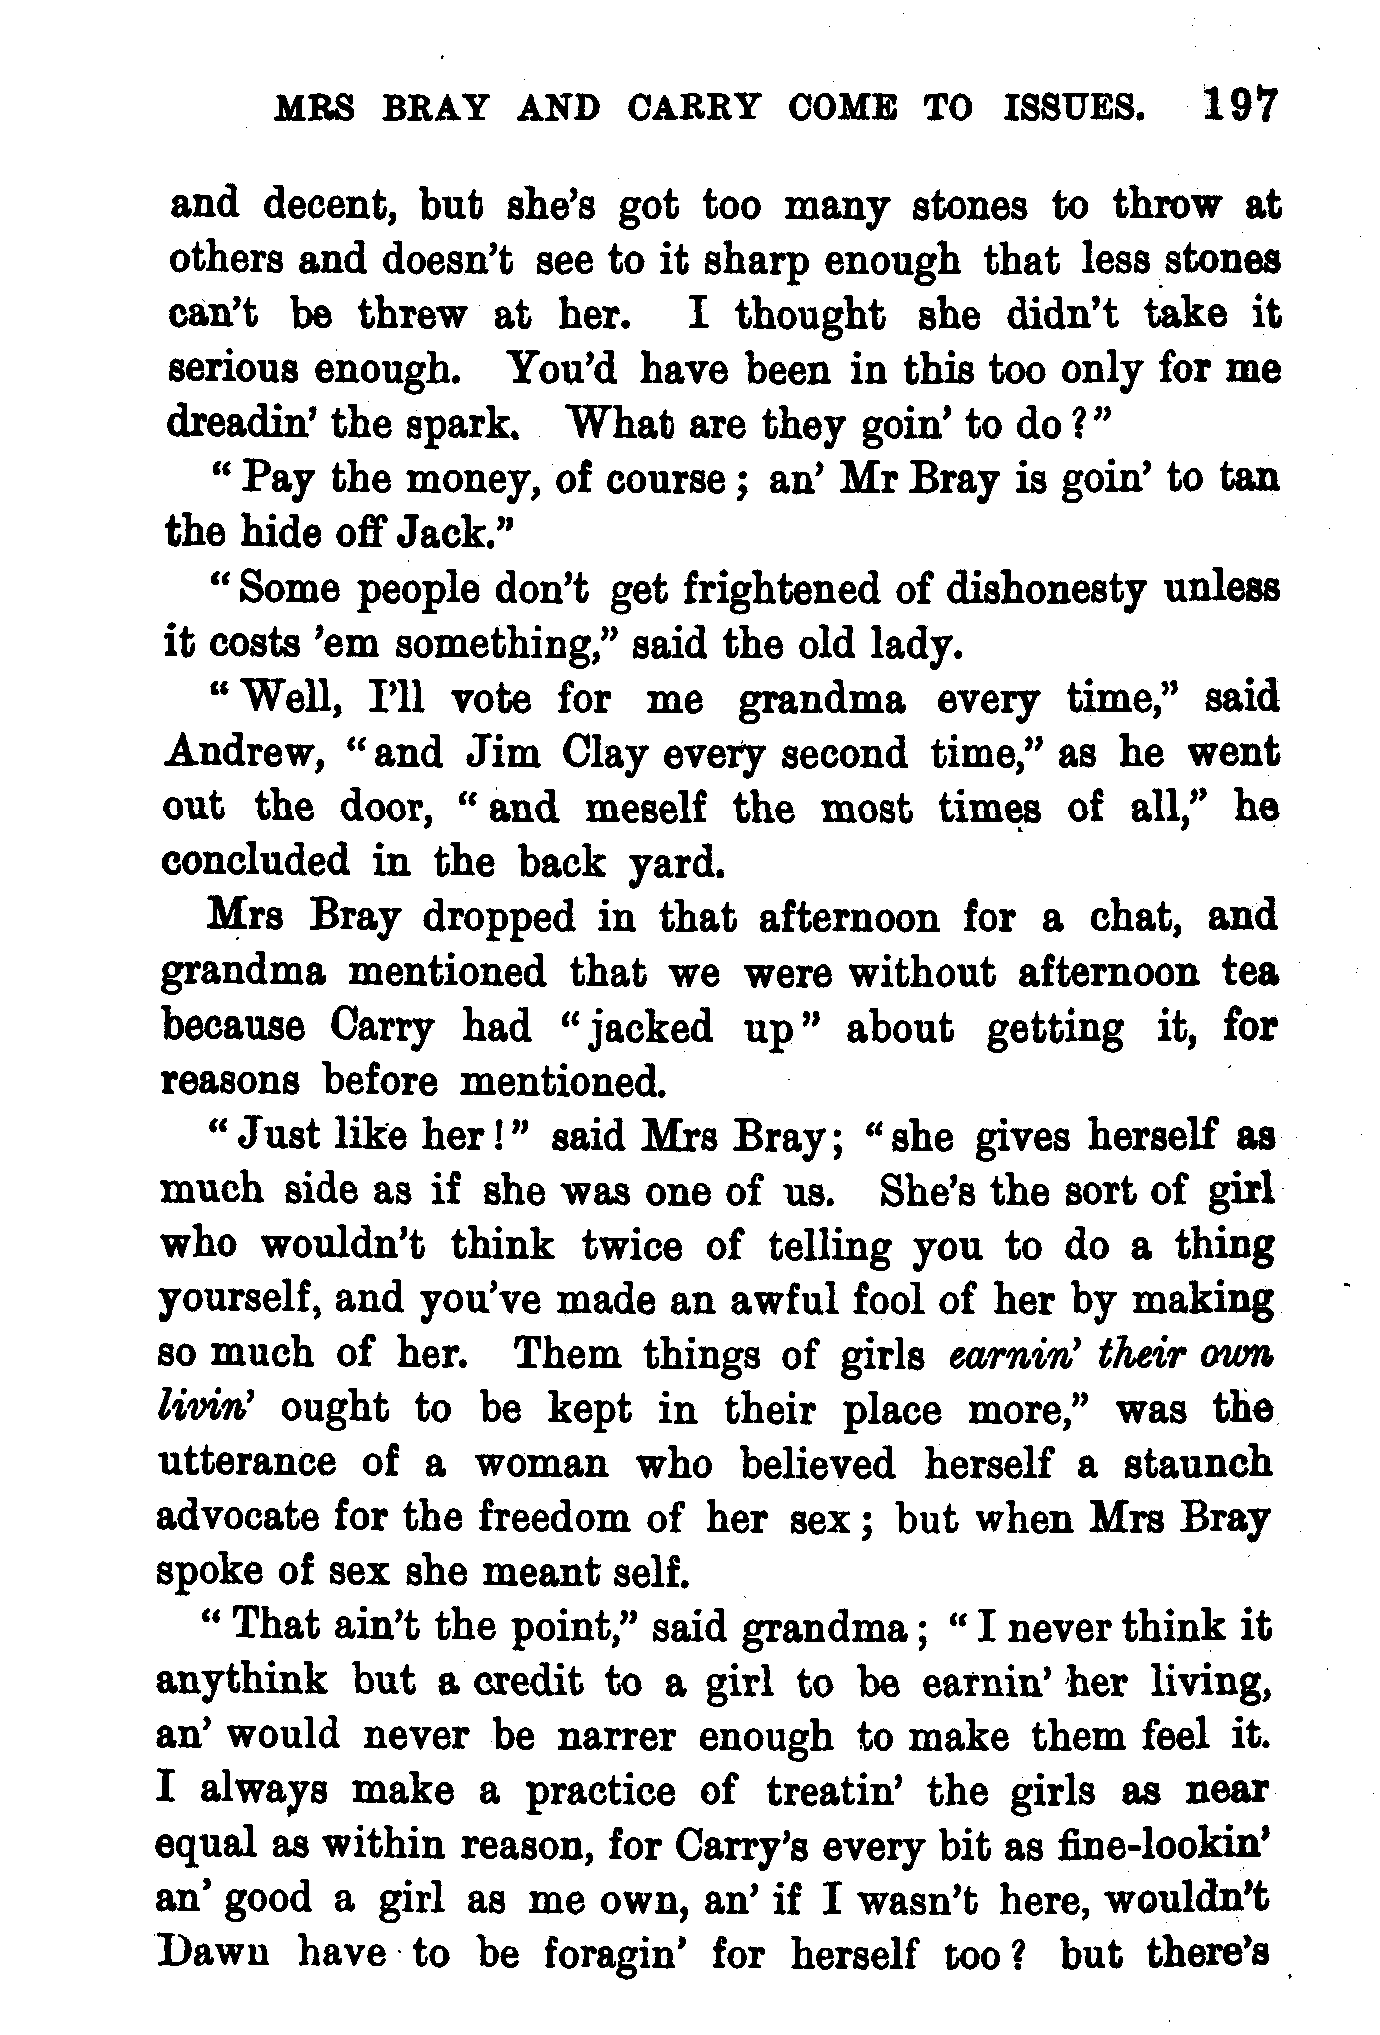 MRS BRAY AND CARRY COME TO ISSUES. 197
and decent, but she's got too many stones to throw at
others and doesn't see to it sharp enough that less stones
can't be threw at her. I thought she didn't take it
serious enough. You'd have been in this too only for me
dreadin' the spark. What are they goin' to do?"
"Pay the money, of course; an' Mr Bray is goin' to tan
the hide off Jack."
"Some people don't get frightened of dishonesty unless
it costs 'em something," said the old lady.
"Well, I'll vote for me grandma every time," said
Andrew, "and Jim Clay every second time," as he went
out the door, "and meself the most times of all," he
concluded in the back yard.
Mrs Bray dropped in that afternoon for a chat, and
grandma mentioned that we were without afternoon tea
because Carry had "jacked up" about getting it, for
reasons before mentioned.
"Just like her!" said Mrs Bray; "she gives herself as
much side as if she was one of us. She's the sort of girl
who wouldn't think twice of telling you to do a thing
yourself, and you've made an awful fool of her by making
so much of her. Them things of girls earnin' their own
livin' ought to be kept in their place more," was the
utterance of a woman who believed herself a staunch
advocate for the freedom of her sex; but when Mrs Bray
spoke of sex she meant self.
"That ain't the point," said grandma; "I never think it
anythink but a credit to a girl to be earnin' her living,
an' would never be narrer enough to make them feel it.
I always make a practice of treatin' the girls as near
equal as within reason, for Carry's every bit as fine-lookin'
an' good a girl as me own, an' if I wasn't here, wouldn't
Dawn have to be foragin' for herself too? but there's